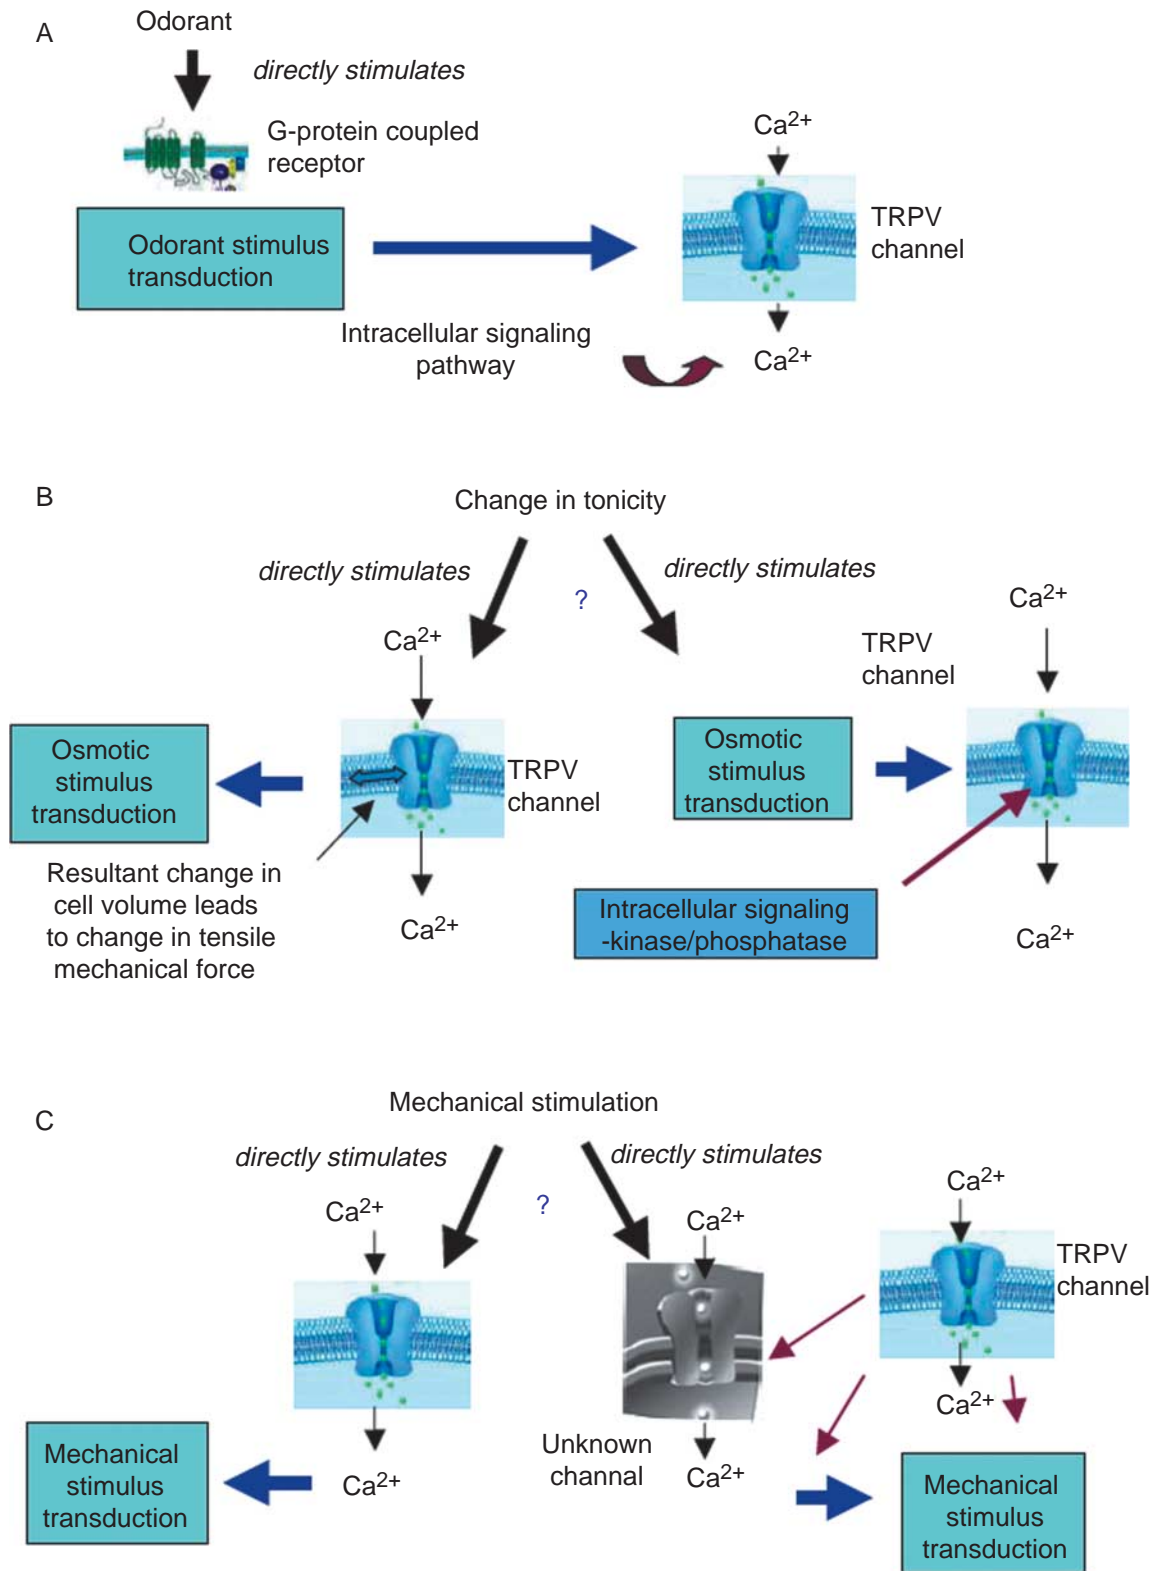 A
Odorant
directly stimulates
G-protein coupled
receptor
Odorant stimulus
transduction
Intracellular signaling
pathway
Ca2+
TRPV
channel
Ca2+
B
Change in tonicity
directly stimulates
directly stimulates
?
Ca2+
TRPV
channel
Osmotic
stimulus
transduction
Resultant change in
cell volume leads
to change in tensile
mechanical force
Ca2+
Ca2+
TRPV
channel
Osmotic
stimulus
transduction
Intracellular signaling
-kinase/phosphatase
Ca2+
C
Mechanical stimulation
directly stimulates
directly stimulates
?
Ca2+
Mechanical
stimulus
transduction
Ca2+
Ca2+
Unknown
channal
Ca2+
Ca2+
TRPV
channel
Ca2+
Mechanical
stimulus
transduction